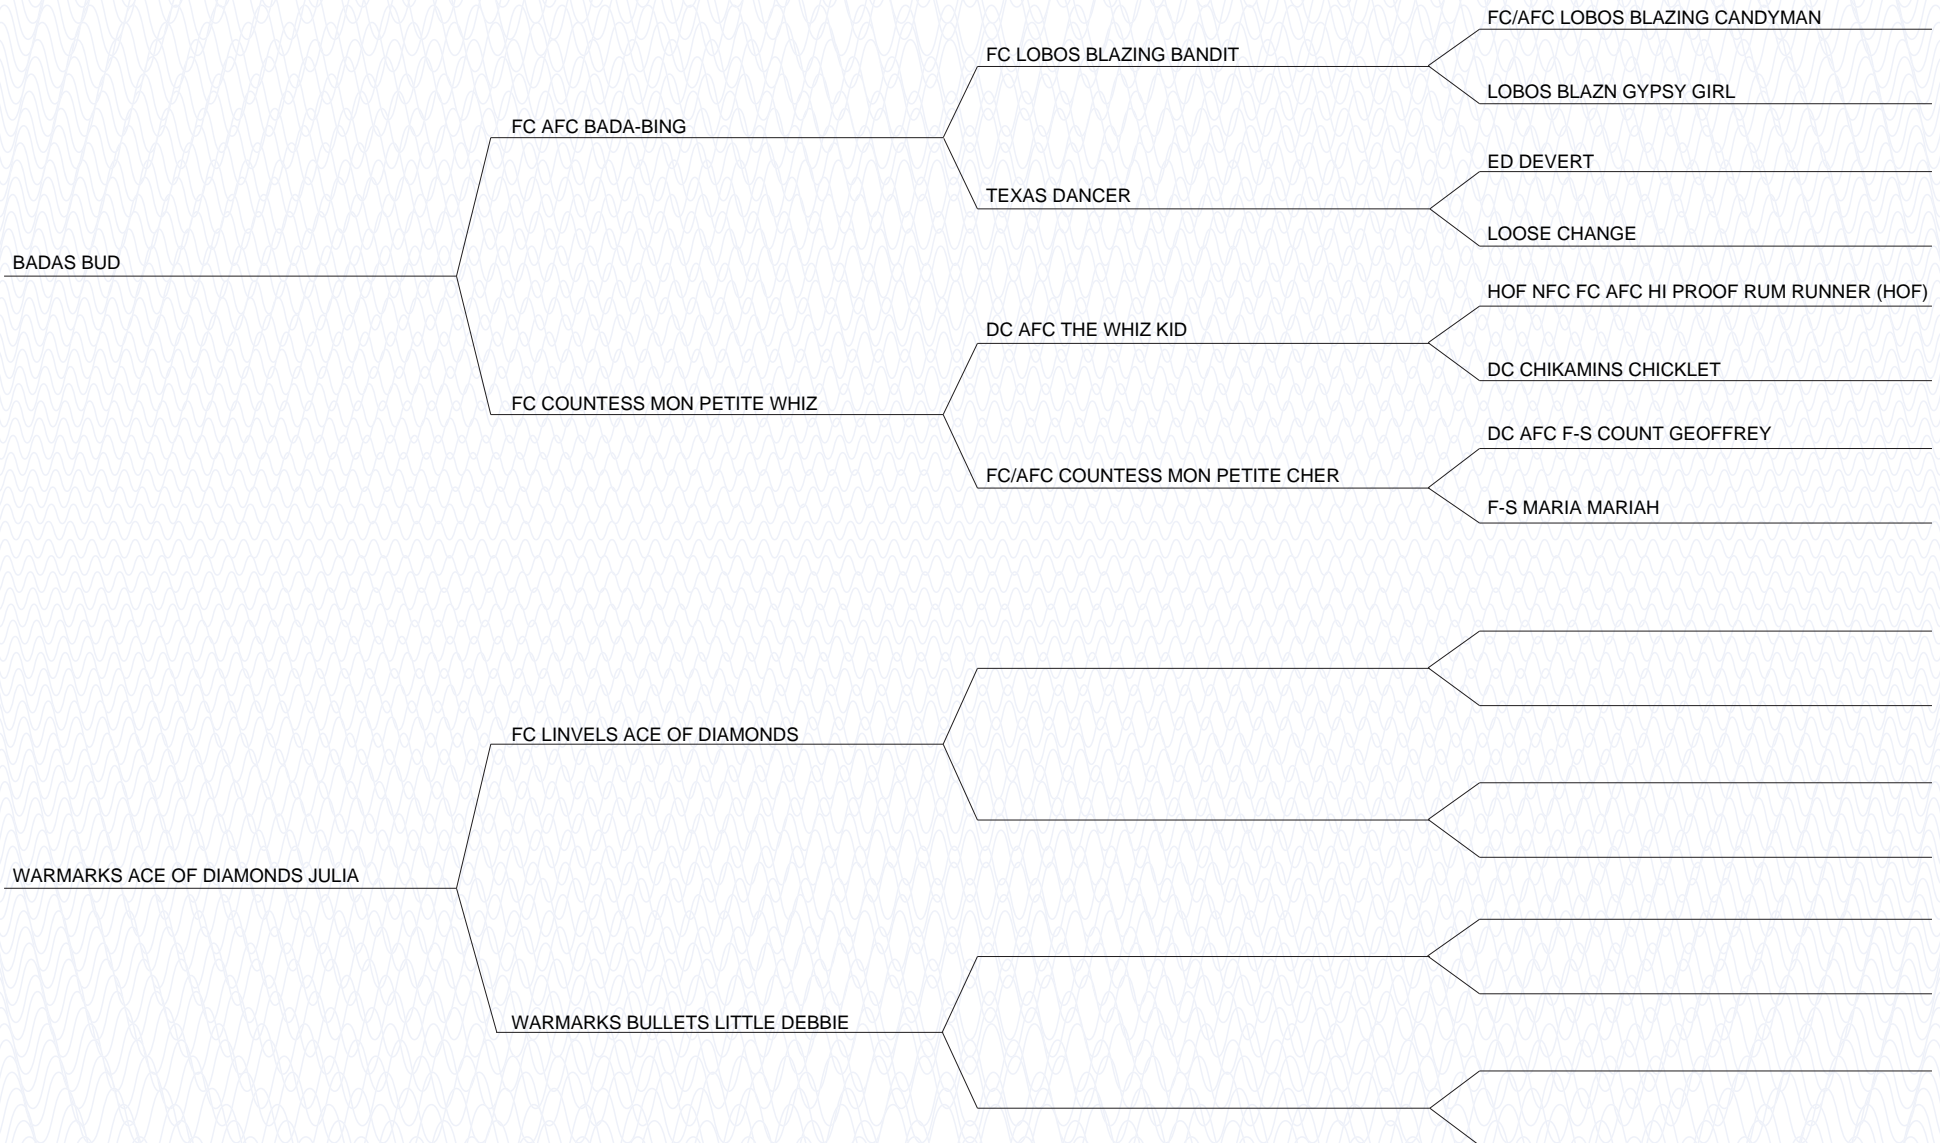 FC/AFC LOBOS BLAZING CANDYMAN
FC LOBOS BLAZING BANDIT
LOBOS BLAZN GYPSY GIRL
FC AFC BADA-BING
ED DEVERT
TEXAS DANCER
LOOSE CHANGE
BADAS BUD
HOF NFC FC AFC HI PROOF RUM RUNNER (HOF)
DC AFC THE WHIZ KID
DC CHIKAMINS CHICKLET
FC COUNTESS MON PETITE WHIZ
DC AFC F-S COUNT GEOFFREY
FC/AFC COUNTESS MON PETITE CHER
F-S MARIA MARIAH
FC LINVELS ACE OF DIAMONDS
WARMARKS ACE OF DIAMONDS JULIA
WARMARKS BULLETS LITTLE DEBBIE